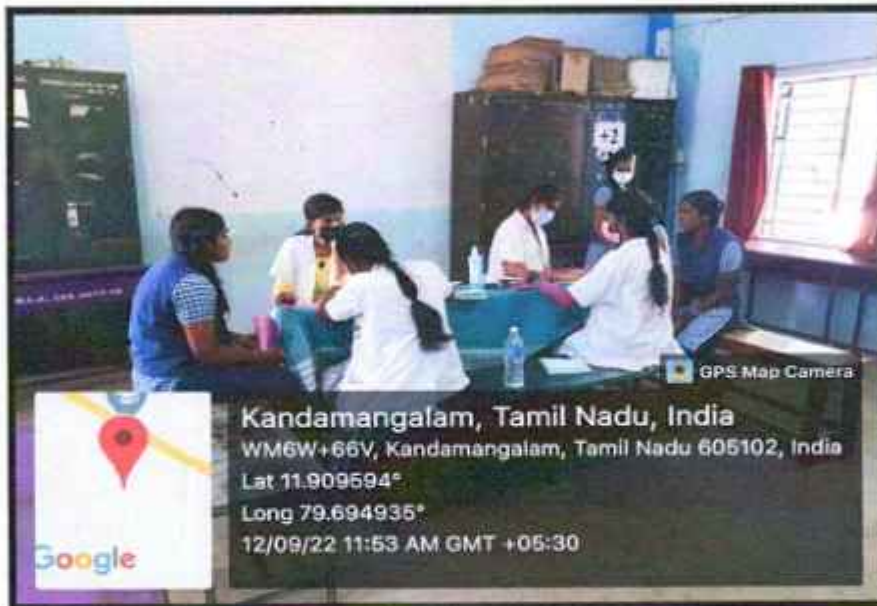 +2
GPS Map Camera
Kandamangalam, Tamil Nadu, India
WM6W+66V, Kandamangalam, Tamil Nadu 605102, India
Lat 11.909594°
Long 79.694935°
12/09/22 11:53 AM GMT +05:30
Google